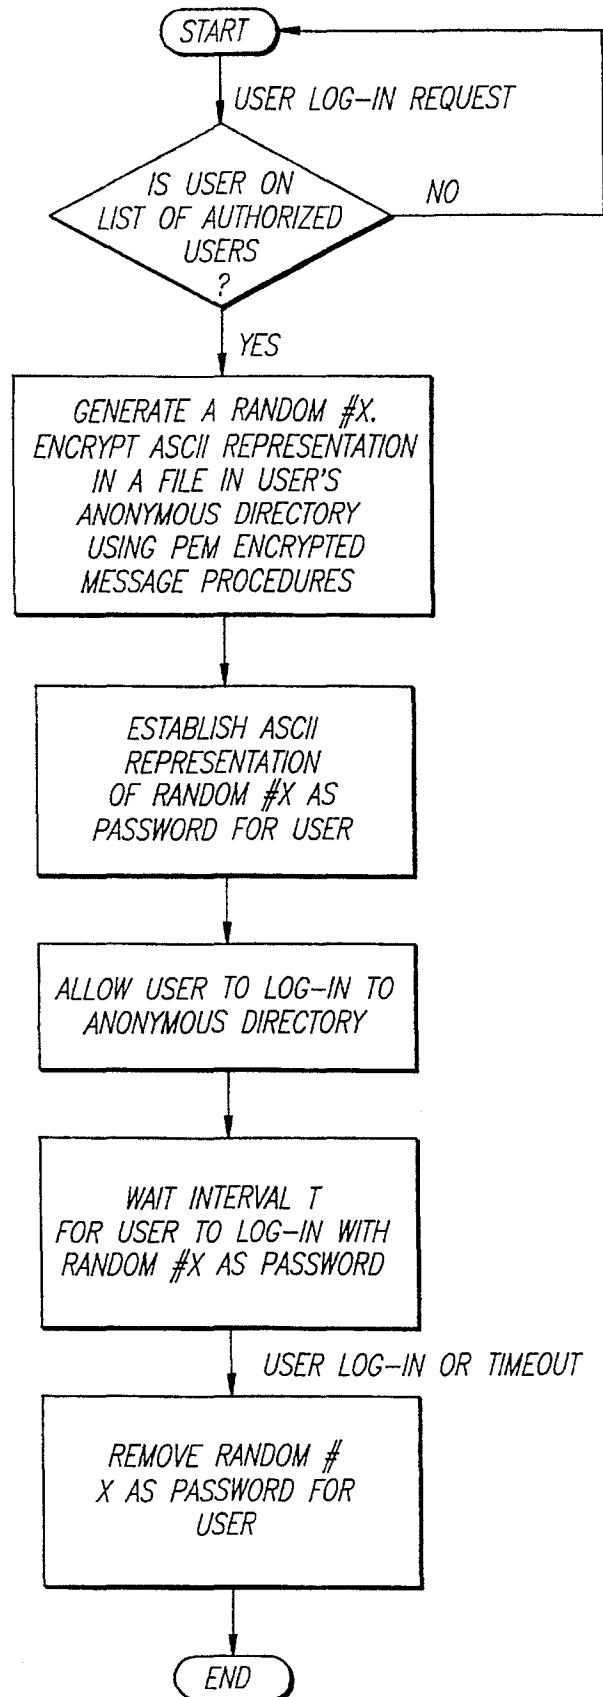 START
USER LOG-IN REQUEST
IS USER ON
LIST OF AUTHORIZED
USERS
?
NO
YES
GENERATE A RANDOM #X.
ENCRYPT ASCII REPRESENTATION
IN A FILE IN USER'S
ANONYMOUS DIRECTORY
USING PEM ENCRYPTED
MESSAGE PROCEDURES
ESTABLISH ASCII
REPRESENTATION
OF RANDOM #X AS
PASSWORD FOR USER
ALLOW USER TO LOG-IN TO
ANONYMOUS DIRECTORY
WAIT INTERVAL T
FOR USER TO LOG-IN WITH
RANDOM #X AS PASSWORD
USER LOG-IN OR TIMEOUT
REMOVE RANDOM #
X AS PASSWORD FOR
USER
END